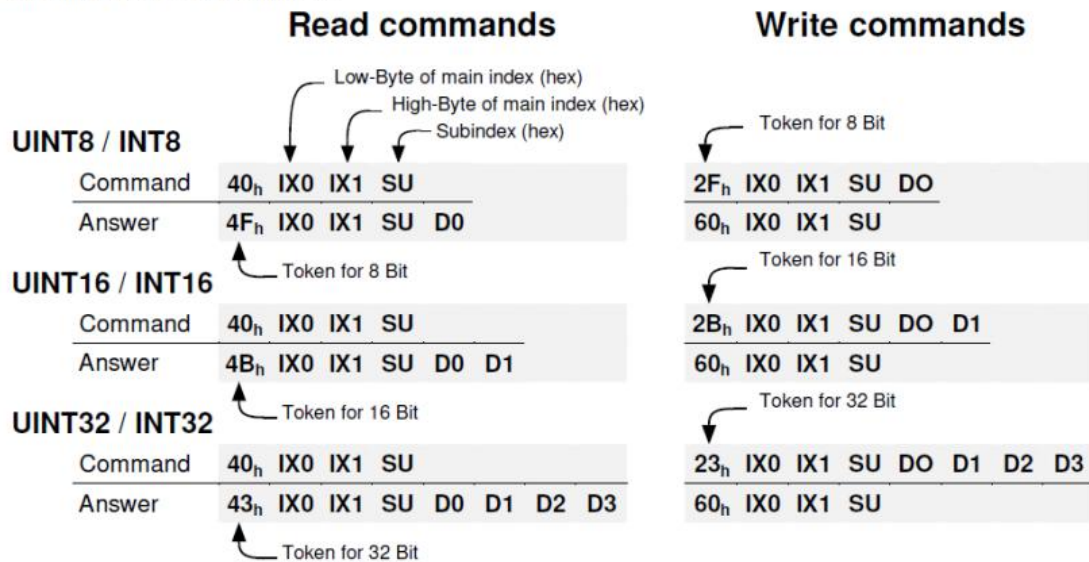 Read commands Write commands
Low-Byte of main index (hex)
High-Byte of main index (hex)
Subindex (hex)
Token for 8 Bit
UINT8 / INT8
Command 40h IX0 IX1 SU 2Fh IX0 IX1 SU DO
Answer 4Fh IX0 IX1 SU D0 60h IX0 IX1 SU
Token for 8 Bit
Token for 16 Bit
UINT16 / INT16
Command 40h IX0 IX1 SU 2Bh IX0 IX1 SU DO D1
Answer 4Bh IX0 IX1 SU D0 D1 60h IX0 IX1 SU
Token for 16 Bit
Token for 32 Bit
UINT32 / INT32
Command 40h IX0 IX1 SU 23h IX0 IX1 SU DO D1 D2 D3
Answer 43h IX0 IX1 SU D0 D1 D2 D3 60h IX0 IX1 SU
Token for 32 Bit